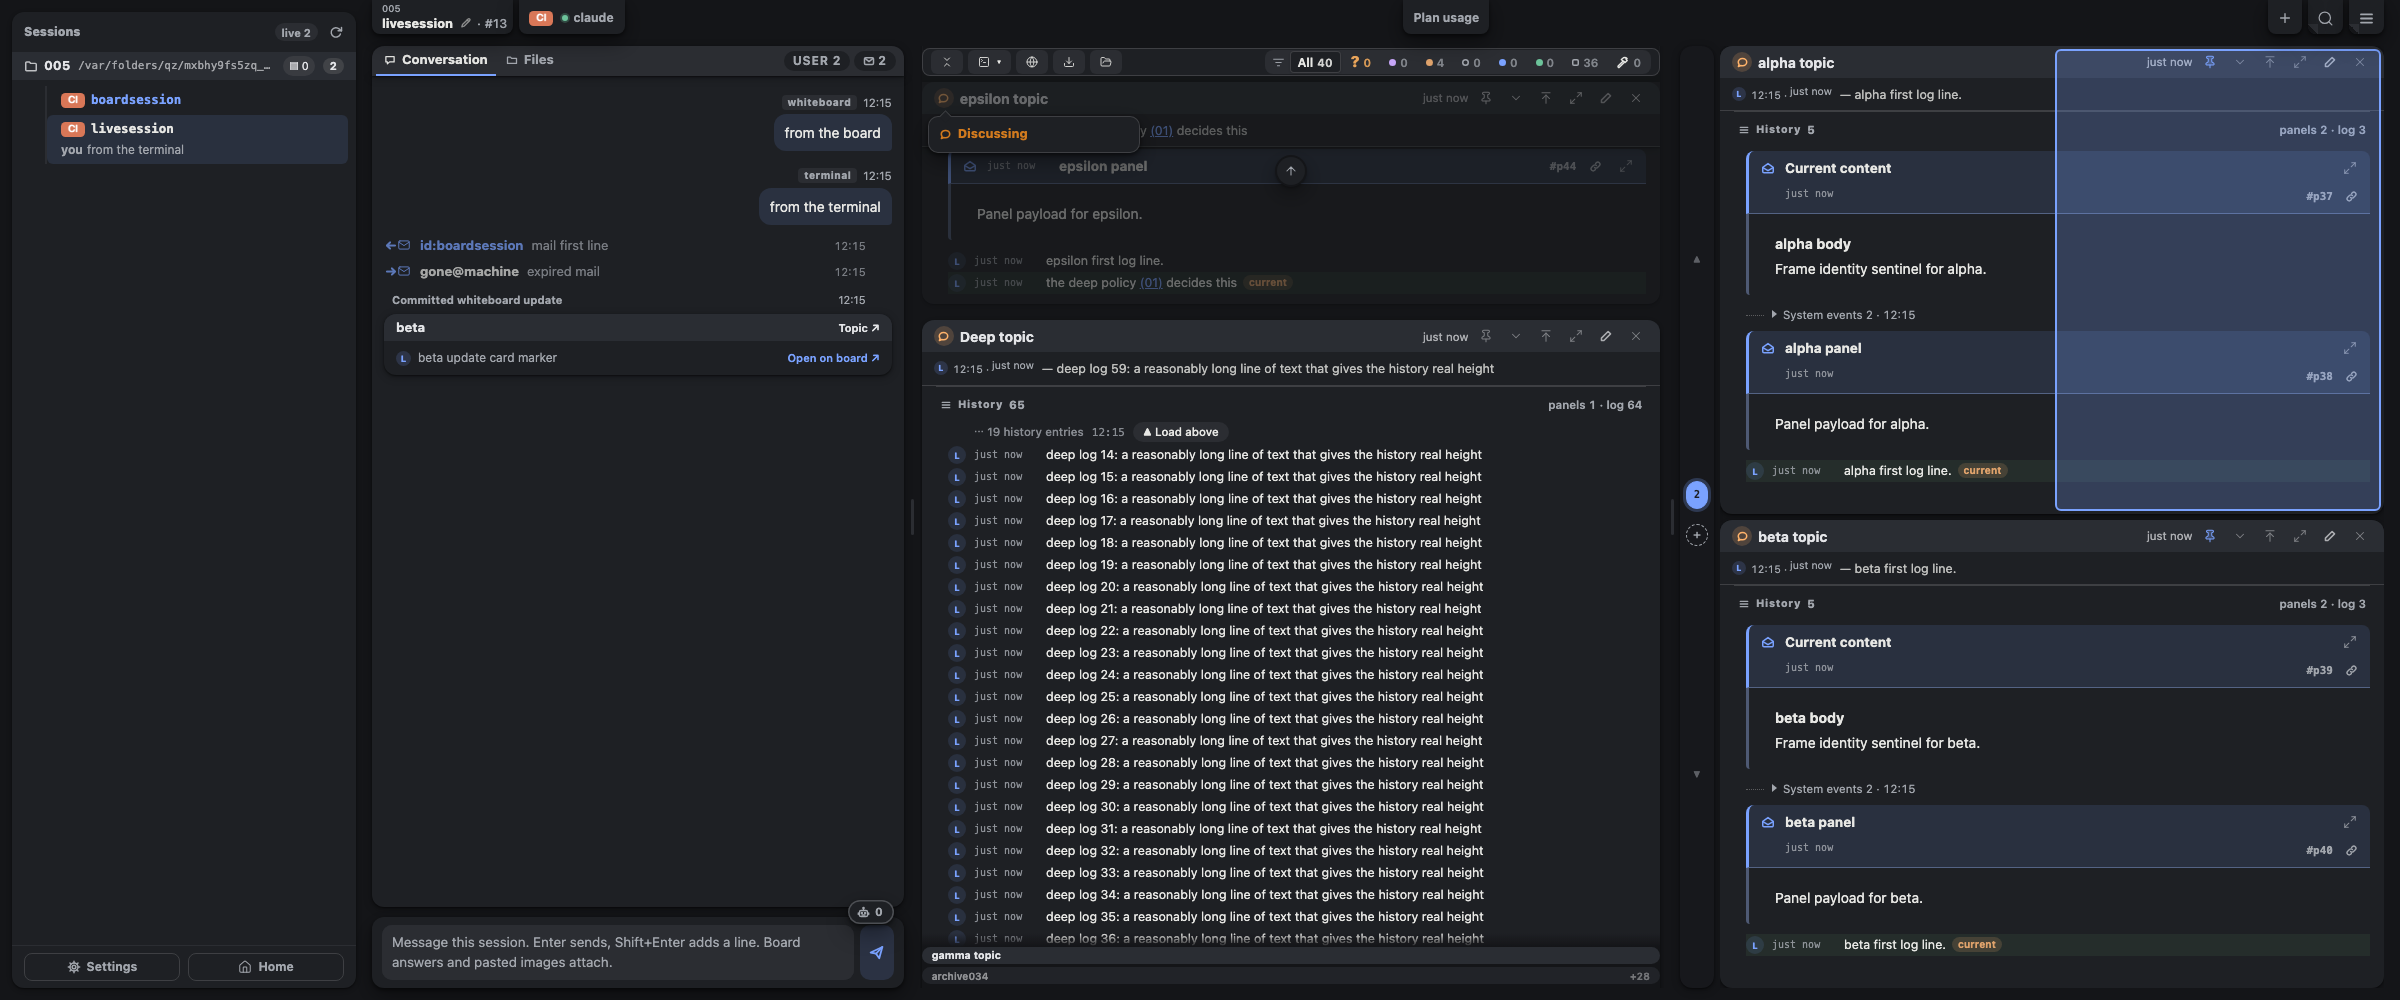 Sessions
live 2
005 /var/folders/qz/mxbhy9fs5zq_… 0 2
CI boardsession
CI livesession
you from the terminal
Settings
Home
005
livesession · #13
CI claude
Plan usage
Conversation
Files
USER 2
2
whiteboard 12:15
from the board
terminal 12:15
from the terminal
id:boardsession mail first line 12:15
gone@machine expired mail 12:15
Committed whiteboard update 12:15
beta Topic
L beta update card marker Open on board
0
Message this session. Enter sends, Shift+Enter adds a line. Board
answers and pasted images attach.
All 40 ? 0 0 4 0 0 0 36 0
epsilon topic just now
Discussing
y (01) decides this
just now epsilon panel #p44
Panel payload for epsilon.
L just now epsilon first log line.
L just now the deep policy (01) decides this current
Deep topic just now
L 12:15 · just now — deep log 59: a reasonably long line of text that gives the history real height
History 65 panels 1 · log 64
··· 19 history entries 12:15 ▲ Load above
L just now deep log 14: a reasonably long line of text that gives the history real height
L just now deep log 15: a reasonably long line of text that gives the history real height
L just now deep log 16: a reasonably long line of text that gives the history real height
L just now deep log 17: a reasonably long line of text that gives the history real height
L just now deep log 18: a reasonably long line of text that gives the history real height
L just now deep log 19: a reasonably long line of text that gives the history real height
L just now deep log 20: a reasonably long line of text that gives the history real height
L just now deep log 21: a reasonably long line of text that gives the history real height
L just now deep log 22: a reasonably long line of text that gives the history real height
L just now deep log 23: a reasonably long line of text that gives the history real height
L just now deep log 24: a reasonably long line of text that gives the history real height
L just now deep log 25: a reasonably long line of text that gives the history real height
L just now deep log 26: a reasonably long line of text that gives the history real height
L just now deep log 27: a reasonably long line of text that gives the history real height
L just now deep log 28: a reasonably long line of text that gives the history real height
L just now deep log 29: a reasonably long line of text that gives the history real height
L just now deep log 30: a reasonably long line of text that gives the history real height
L just now deep log 31: a reasonably long line of text that gives the history real height
L just now deep log 32: a reasonably long line of text that gives the history real height
L just now deep log 33: a reasonably long line of text that gives the history real height
L just now deep log 34: a reasonably long line of text that gives the history real height
L just now deep log 35: a reasonably long line of text that gives the history real height
L just now deep log 36: a reasonably long line of text that gives the history real height
gamma topic
archive034 +28
2
alpha topic just now
L 12:15 · just now — alpha first log line.
History 5 panels 2 · log 3
Current content
just now #p37
alpha body
Frame identity sentinel for alpha.
System events 2 · 12:15
alpha panel
just now #p38
Panel payload for alpha.
L just now alpha first log line. current
beta topic just now
L 12:15 · just now — beta first log line.
History 5 panels 2 · log 3
Current content
just now #p39
beta body
Frame identity sentinel for beta.
System events 2 · 12:15
beta panel
just now #p40
Panel payload for beta.
L just now beta first log line. current